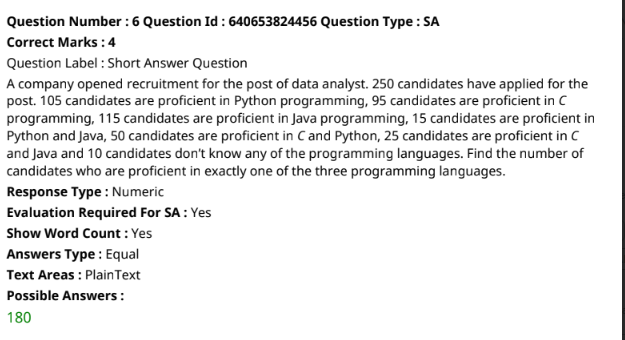 Question Number : 6 Question Id : 640653824456 Question Type : SA
Correct Marks : 4
Question Label : Short Answer Question
A company opened recruitment for the post of data analyst. 250 candidates have applied for the
post. 105 candidates are proficient in Python programming, 95 candidates are proficient in C
programming, 115 candidates are proficient in Java programming, 15 candidates are proficient in
Python and Java, 50 candidates are proficient in C and Python, 25 candidates are proficient in C
and Java and 10 candidates don't know any of the programming languages. Find the number of
candidates who are proficient in exactly one of the three programming languages.
Response Type : Numeric
Evaluation Required For SA : Yes
Show Word Count : Yes
Answers Type : Equal
Text Areas : PlainText
Possible Answers :
180